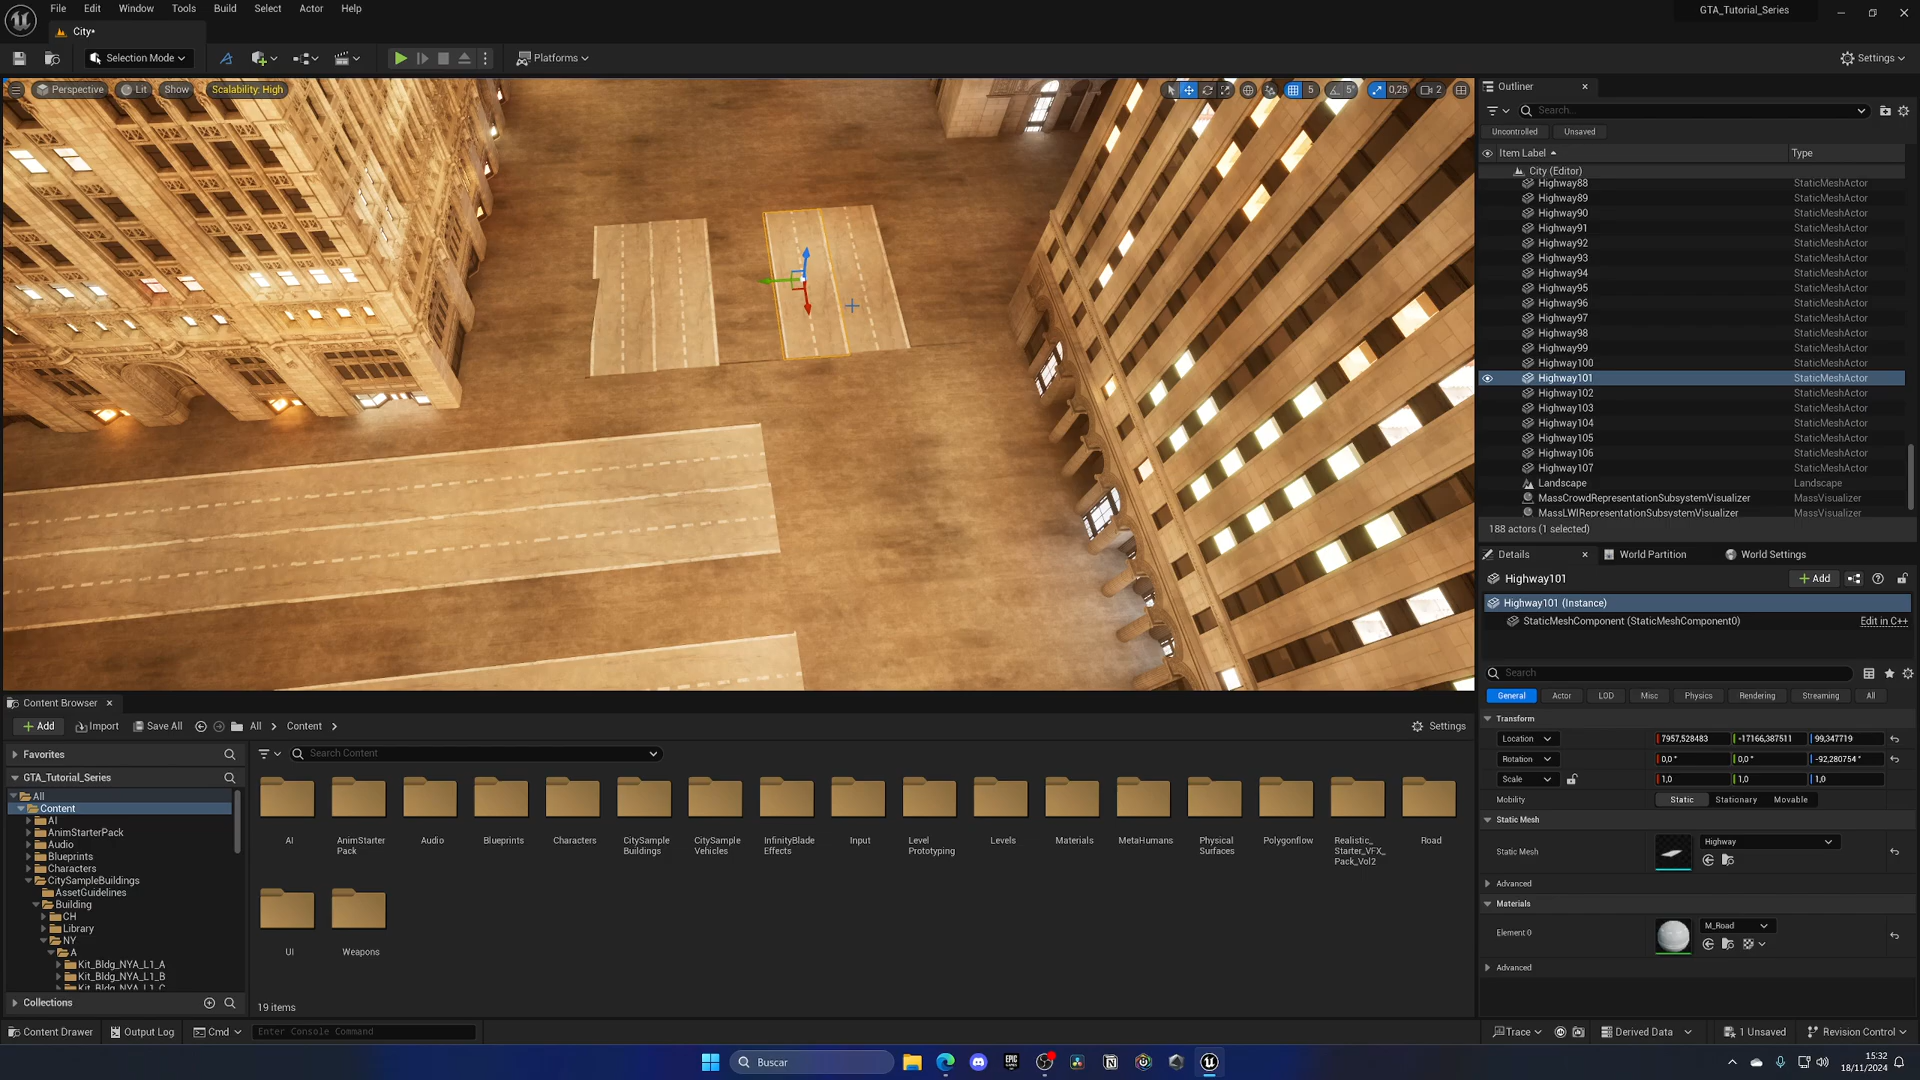 File Edit Window Tools Build Select Actor Help
GTA_Tutorial_Series
City*
Selection Mode
Platforms
Settings
Perspective Lit Show Scalability: High
5 5° 0,25 2
Outliner
Search...
Uncontrolled Unsaved
Item Label Type
City (Editor)
Highway88 StaticMeshActor
Highway89 StaticMeshActor
Highway90 StaticMeshActor
Highway91 StaticMeshActor
Highway92 StaticMeshActor
Highway93 StaticMeshActor
Highway94 StaticMeshActor
Highway95 StaticMeshActor
Highway96 StaticMeshActor
Highway97 StaticMeshActor
Highway98 StaticMeshActor
Highway99 StaticMeshActor
Highway100 StaticMeshActor
Highway101 StaticMeshActor
Highway102 StaticMeshActor
Highway103 StaticMeshActor
Highway104 StaticMeshActor
Highway105 StaticMeshActor
Highway106 StaticMeshActor
Highway107 StaticMeshActor
Landscape Landscape
MassCrowdRepresentationSubsystemVisualizer MassVisualizer
MassLWIRepresentationSubsystemVisualizer MassVisualizer
188 actors (1 selected)
Details World Partition World Settings
Highway101 Add
Highway101 (Instance)
StaticMeshComponent (StaticMeshComponent0) Edit in C++
Search
General Actor LOD Misc Physics Rendering Streaming All
Transform
Location 7957,528483 -17166,387511 99,347719
Rotation 0,0 ° 0,0 ° -92,280754 °
Scale 1,0 1,0 1,0
Mobility Static Stationary Movable
Static Mesh
Static Mesh Highway
Advanced
Materials
Element 0 M_Road
Advanced
Content Browser
Add Import Save All All Content Settings
Favorites
Search Content
GTA_Tutorial_Series
All
Content
AI
AnimStarterPack
Audio
Blueprints
Characters
CitySampleBuildings
AssetGuidelines
Building
CH
Library
NY
A
Kit_Bldg_NYA_L1_A
Kit_Bldg_NYA_L1_B
Kit_Bldg_NYA_L1_C
Collections
AI
AnimStarter
Pack
Audio
Blueprints
Characters
CitySample
Buildings
CitySample
Vehicles
InfinityBlade
Effects
Input
Level
Prototyping
Levels
Materials
MetaHumans
Physical
Surfaces
Polygonflow
Realistic_
Starter_VFX_
Pack_Vol2
Road
UI
Weapons
19 items
Content Drawer Output Log Cmd Enter Console Command
Trace Derived Data 1 Unsaved Revision Control
Buscar
EPIC
GAMES
15:32
18/11/2024